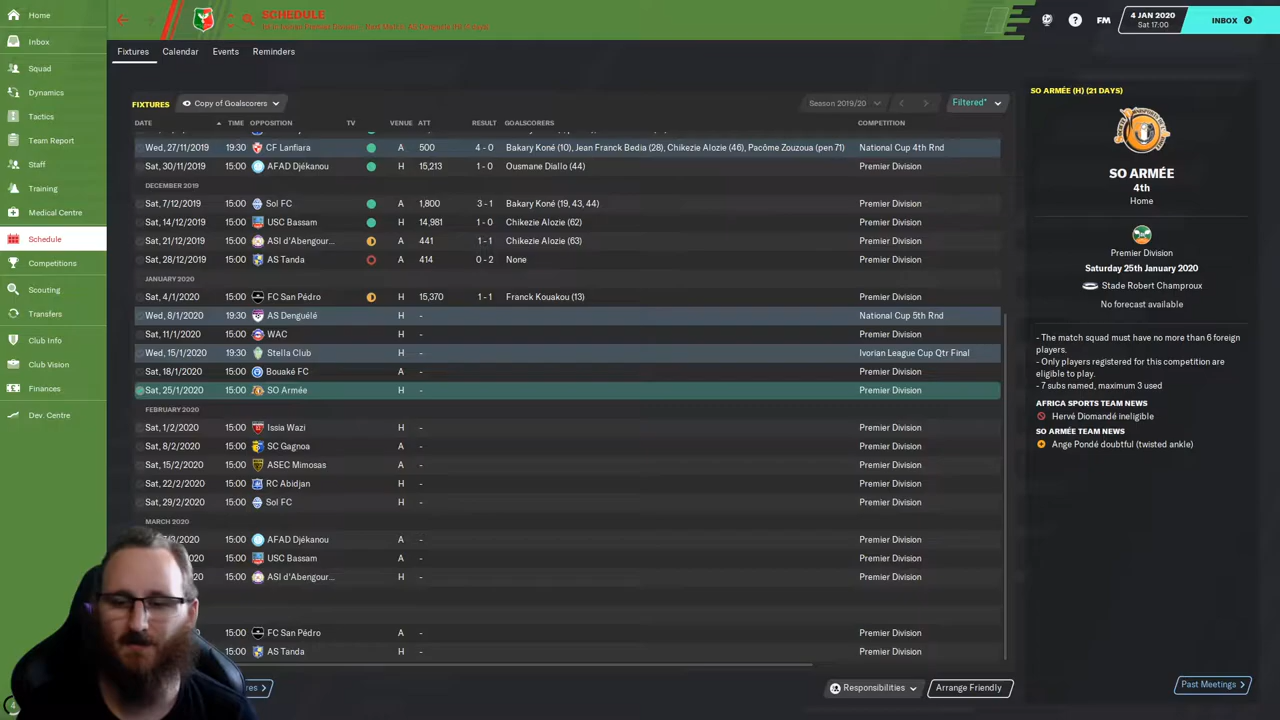 Home
Inbox
Squad
Dynamics
Tactics
Team Report
Staff
Training
Medical Centre
Schedule
Competitions
Scouting
Transfers
Club Info
Club Vision
Finances
Dev. Centre
SCHEDULE
FM
4 JAN 2020
Sat 17:00
INBOX
Fixtures Calendar Events Reminders
FIXTURES Copy of Goalscorers Season 2019/20 Filtered*
DATE TIME OPPOSITION TV VENUE ATT RESULT GOALSCORERS COMPETITION
Wed, 27/11/2019 19:30 CF Lanfiara A 500 4 - 0 Bakary Koné (10), Jean Franck Bedia (28), Chikezie Alozie (46), Pacôme Zouzoua (pen 71) National Cup 4th Rnd
Sat, 30/11/2019 15:00 AFAD Djékanou H 15,213 1 - 0 Ousmane Diallo (44) Premier Division
DECEMBER 2019
Sat, 7/12/2019 15:00 Sol FC A 1,800 3 - 1 Bakary Koné (19, 43, 44) Premier Division
Sat, 14/12/2019 15:00 USC Bassam H 14,981 1 - 0 Chikezie Alozie (62) Premier Division
Sat, 21/12/2019 15:00 ASI d'Abengour... A 441 1 - 1 Chikezie Alozie (63) Premier Division
Sat, 28/12/2019 15:00 AS Tanda A 414 0 - 2 None Premier Division
JANUARY 2020
Sat, 4/1/2020 15:00 FC San Pédro H 15,370 1 - 1 Franck Kouakou (13) Premier Division
Wed, 8/1/2020 19:30 AS Denguélé H - National Cup 5th Rnd
Sat, 11/1/2020 15:00 WAC H - Premier Division
Wed, 15/1/2020 19:30 Stella Club H - Ivorian League Cup Qtr Final
Sat, 18/1/2020 15:00 Bouaké FC A - Premier Division
Sat, 25/1/2020 15:00 SO Armée H - Premier Division
FEBRUARY 2020
Sat, 1/2/2020 15:00 Issia Wazi H - Premier Division
Sat, 8/2/2020 15:00 SC Gagnoa A - Premier Division
Sat, 15/2/2020 15:00 ASEC Mimosas A - Premier Division
Sat, 22/2/2020 15:00 RC Abidjan H - Premier Division
Sat, 29/2/2020 15:00 Sol FC H - Premier Division
MARCH 2020
/3/2020 15:00 AFAD Djékanou A - Premier Division
2020 15:00 USC Bassam A - Premier Division
2020 15:00 ASI d'Abengour... H - Premier Division
15:00 FC San Pédro A - Premier Division
15:00 AS Tanda H - Premier Division
Responsibilities Arrange Friendly
SO ARMÉE (H) (21 DAYS)
SO ARMÉE
4th
Home
Premier Division
Saturday 25th January 2020
Stade Robert Champroux
No forecast available
- The match squad must have no more than 6 foreign
players.
- Only players registered for this competition are
eligible to play.
- 7 subs named, maximum 3 used
AFRICA SPORTS TEAM NEWS
Hervé Diomandé ineligible
SO ARMÉE TEAM NEWS
Ange Pondé doubtful (twisted ankle)
Past Meetings